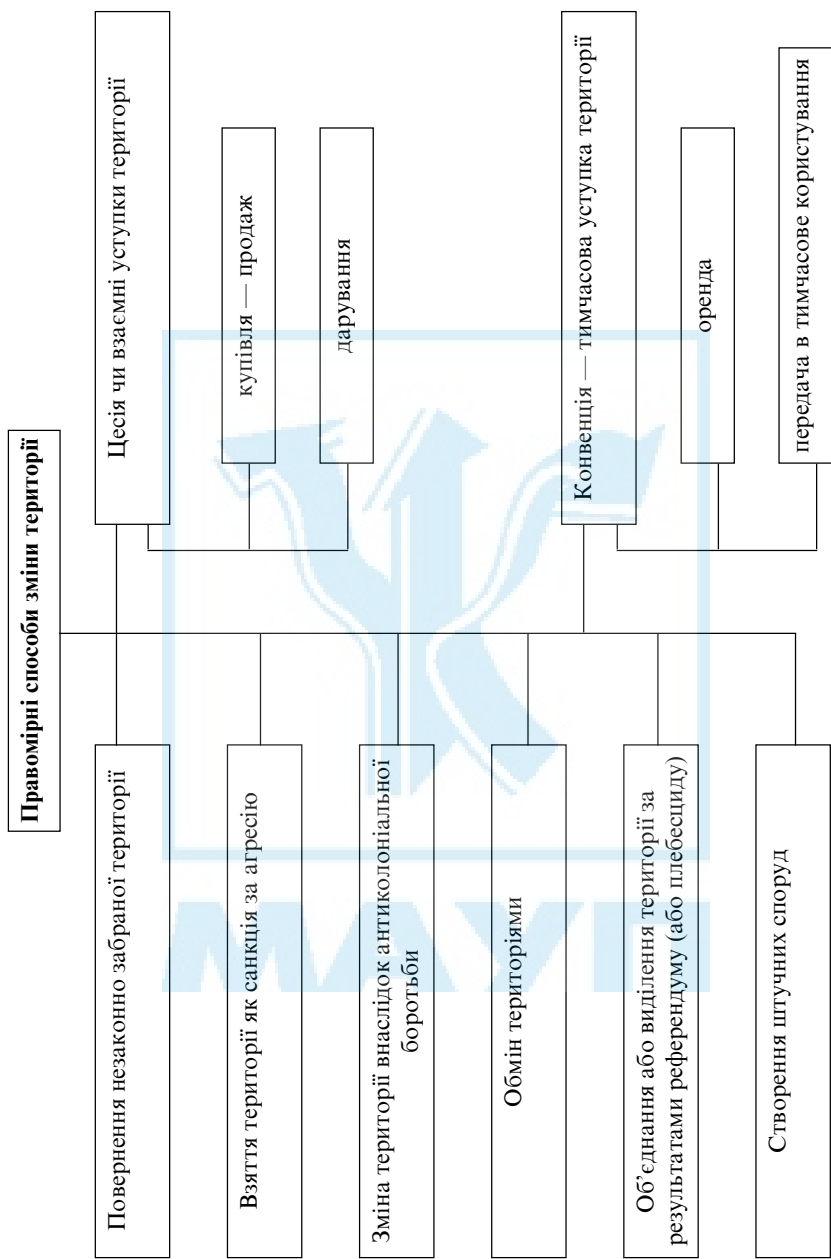 Правомірні способи зміни території
Повернення незаконно забраної території
Взяття території як санкція за агресію
Зміна території внаслідок антиколоніальної
боротьби
Обмін територіями
Об’єднання або виділення території за
результатами референдуму (або плебесциду)
Створення штучних споруд
Цесія чи взаємні уступки території
купівля — продаж
дарування
Конвенція — тимчасова уступка території
оренда
передача в тимчасове користування
МАУП